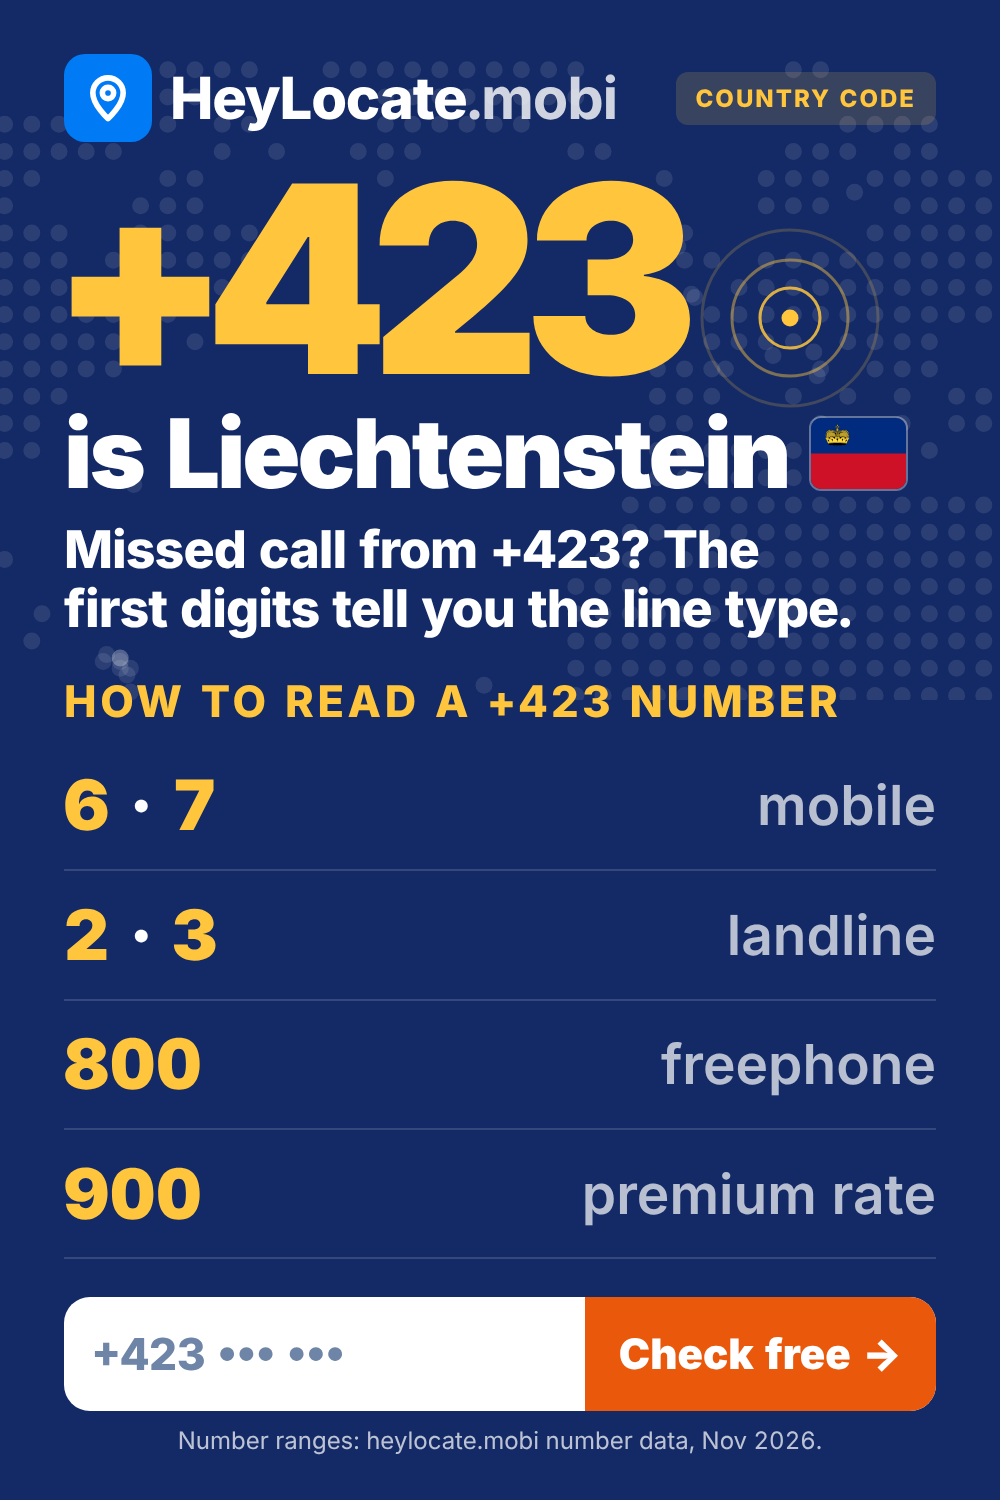 HeyLocate.mobi
COUNTRY CODE
+423
is Liechtenstein
Missed call from +423? The
first digits tell you the line type.
HOW TO READ A +423 NUMBER
6 · 7 mobile
2 · 3 landline
800 freephone
900 premium rate
+423 ••• ••• Check free →
Number ranges: heylocate.mobi number data, Nov 2026.